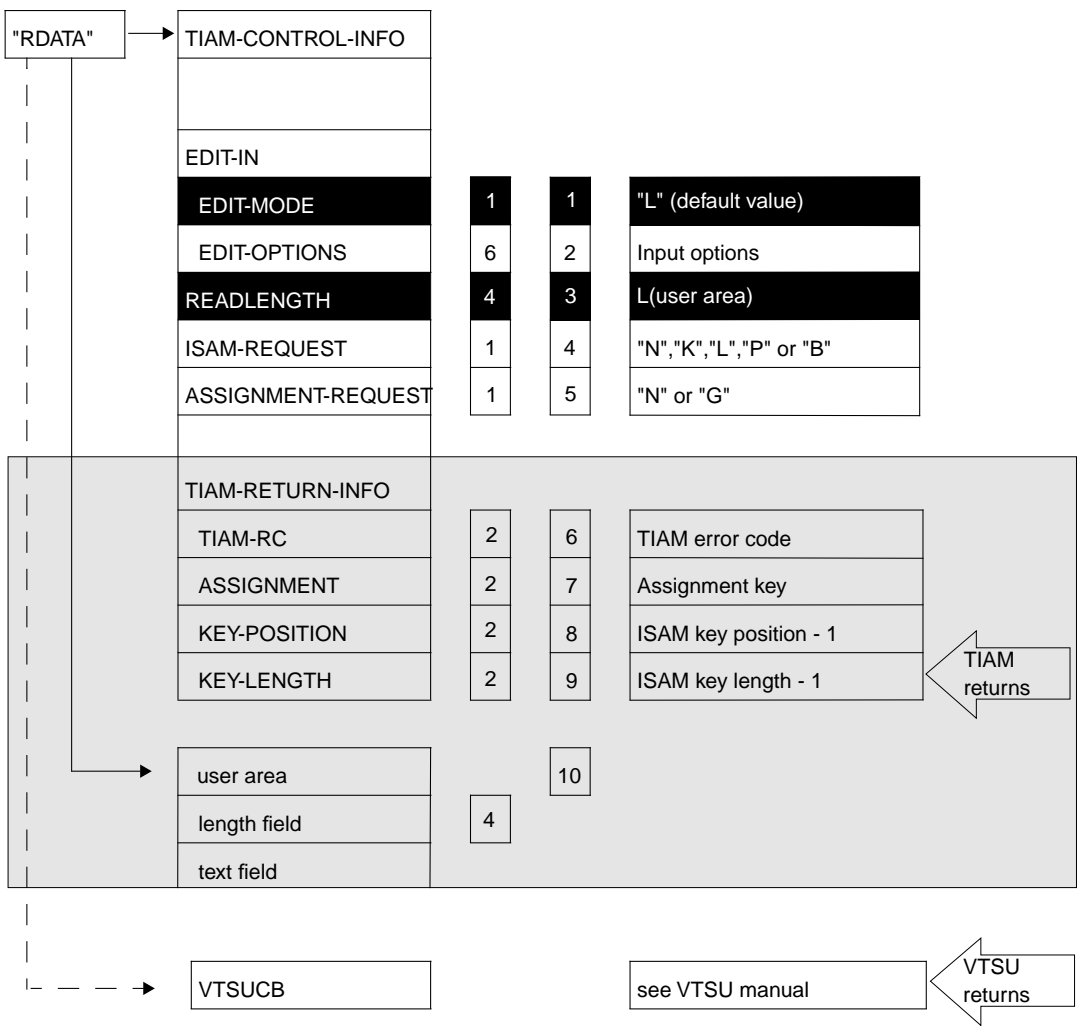 "RDATA" TIAM-CONTROL-INFO
EDIT-IN
EDIT-MODE 1 1 "L" (default value)
EDIT-OPTIONS 6 2 Input options
READLENGTH 4 3 L(user area)
ISAM-REQUEST 1 4 "N","K","L","P" or "B"
ASSIGNMENT-REQUEST 1 5 "N" or "G"
TIAM-RETURN-INFO
TIAM-RC 2 6 TIAM error code
ASSIGNMENT 2 7 Assignment key
KEY-POSITION 2 8 ISAM key position - 1
KEY-LENGTH 2 9 ISAM key length - 1
TIAM
returns
user area 10
length field 4
text field
VTSUCB see VTSU manual
VTSU
returns